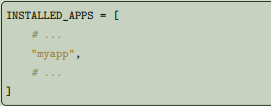 INSTALLED_APPS = [
    # ...
    "myapp",
    # ...
]